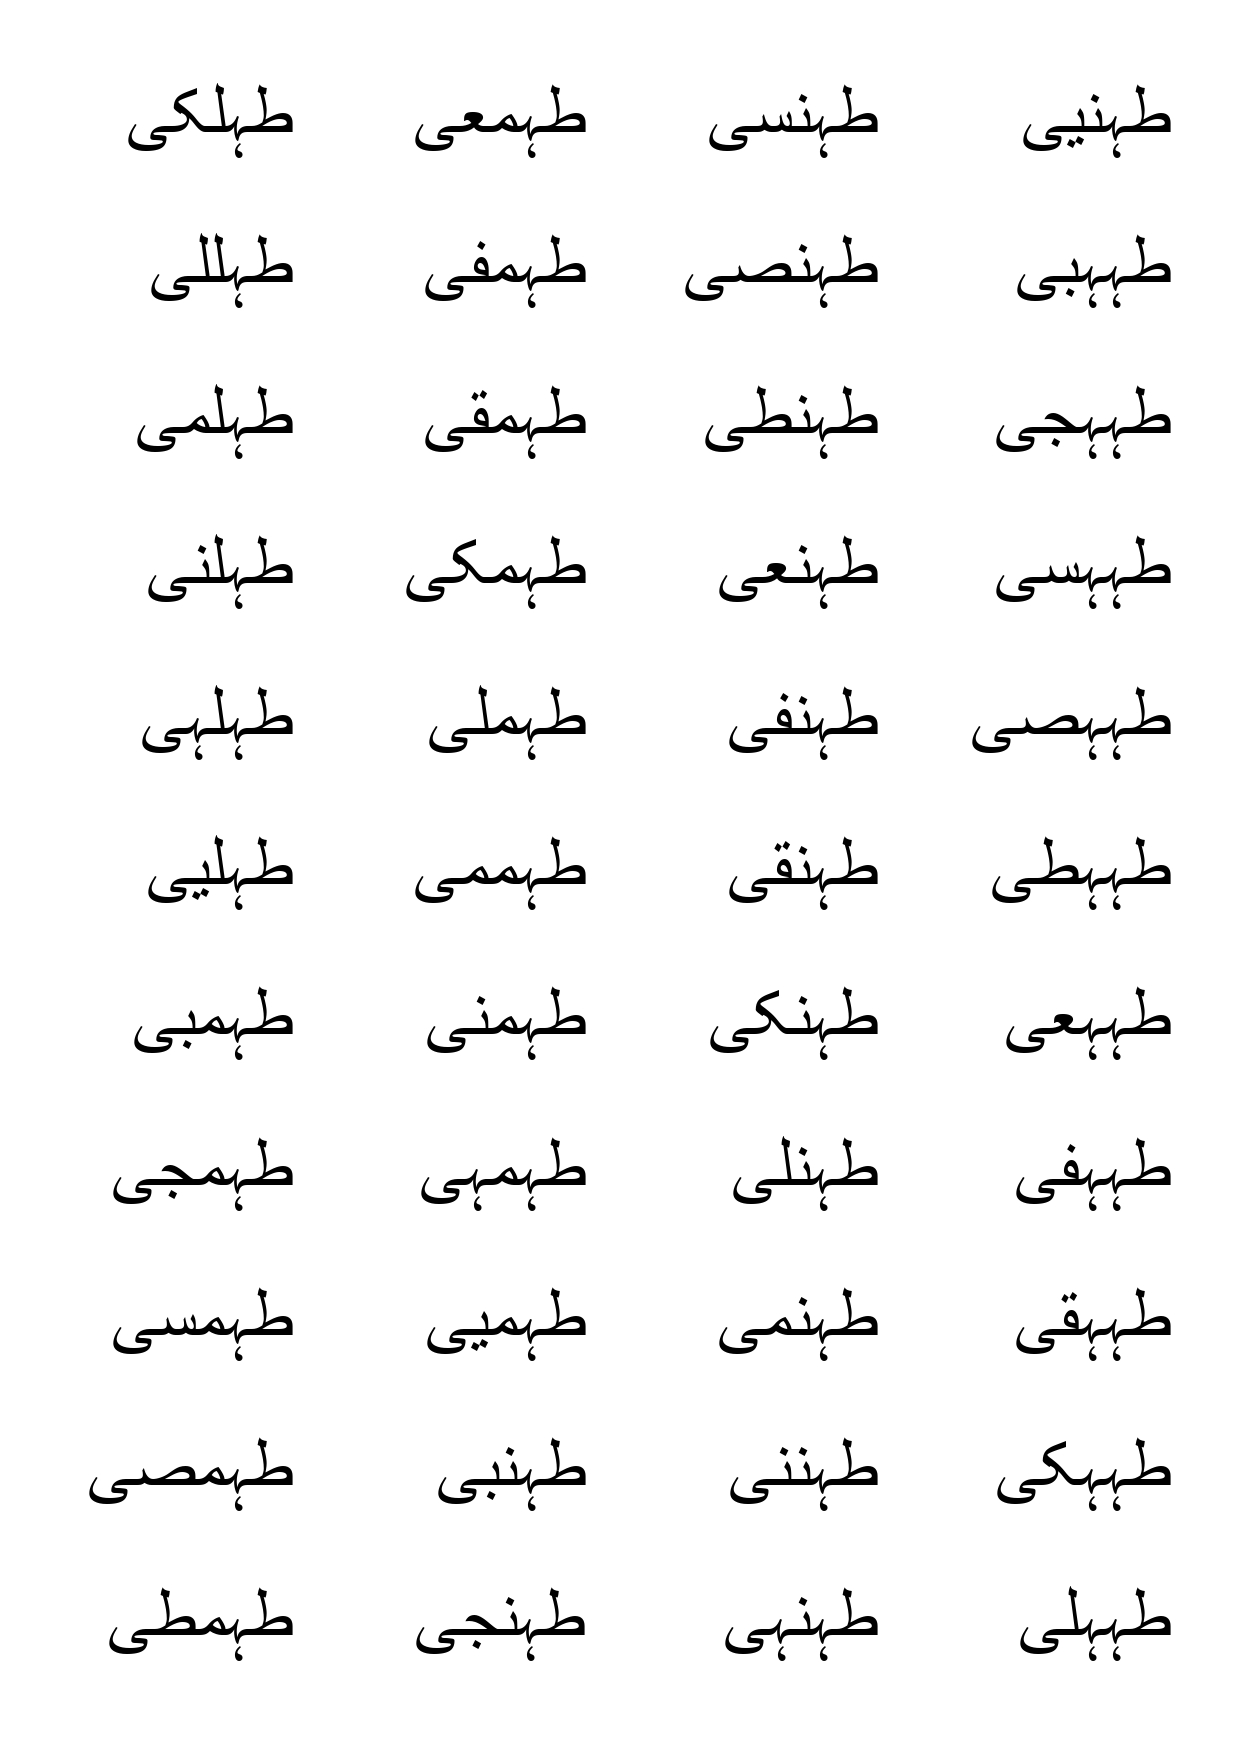 طہنیی طہنسی طہمعی طہلکی
طہہبی طہنصی طہمفی طہللی
طہہجی طہنطی طہمقی طہلمی
طہہسی طہنعی طہمکی طہلنی
طہہصی طہنفی طہملی طہلہی
طہہطی طہنقی طہممی طہلیی
طہہعی طہنکی طہمنی طہمبی
طہہفی طہنلی طہمہی طہمجی
طہہقی طہنمی طہمیی طہمسی
طہہکی طہننی طہنبی طہمصی
طہہلی طہنہی طہنجی طہمطی